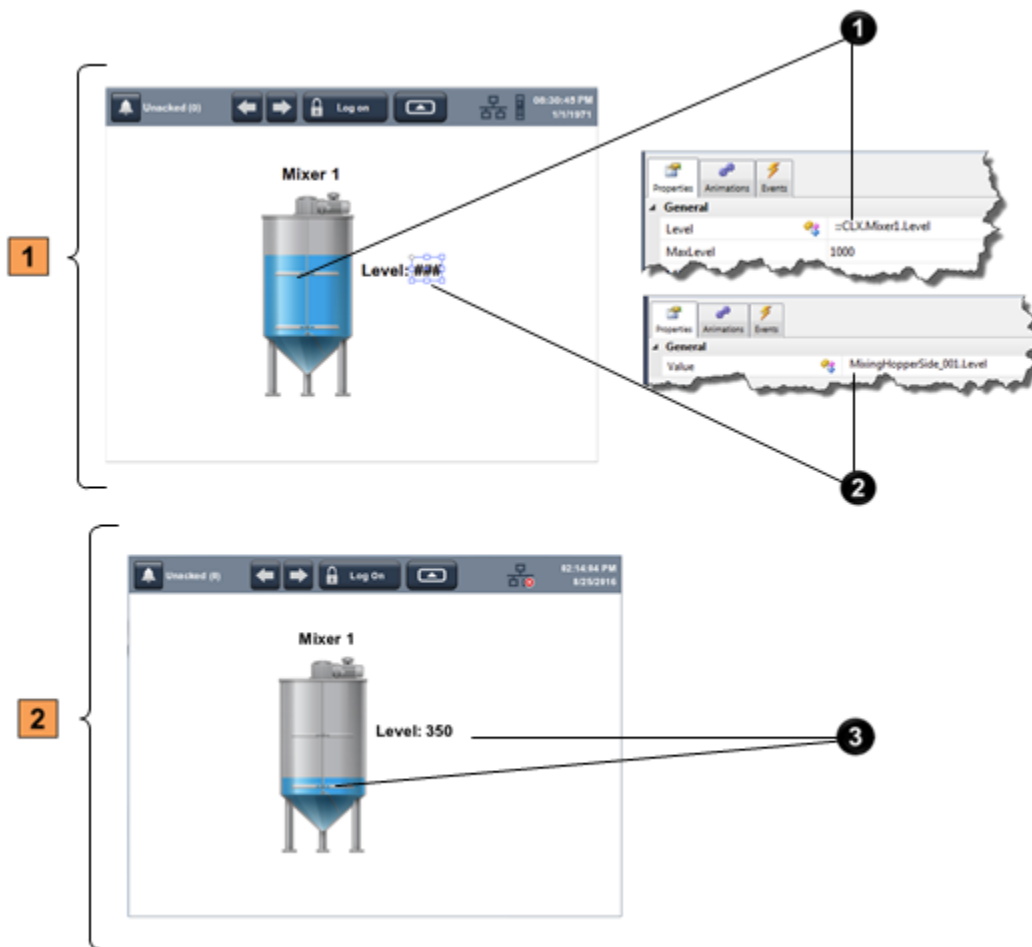 1
1
Unacked (0)
Log on
06:30:45 PM
1/1/1971
Mixer 1
Level: ###
Properties
Animations
Events
General
Level
=CLX.Mixer1.Level
MaxLevel
1000
Properties
Animations
Events
General
Value
MixingHopperSide_001.Level
2
2
Unacked (0)
Log On
02:14:04 PM
8/25/2016
Mixer 1
Level: 350
3